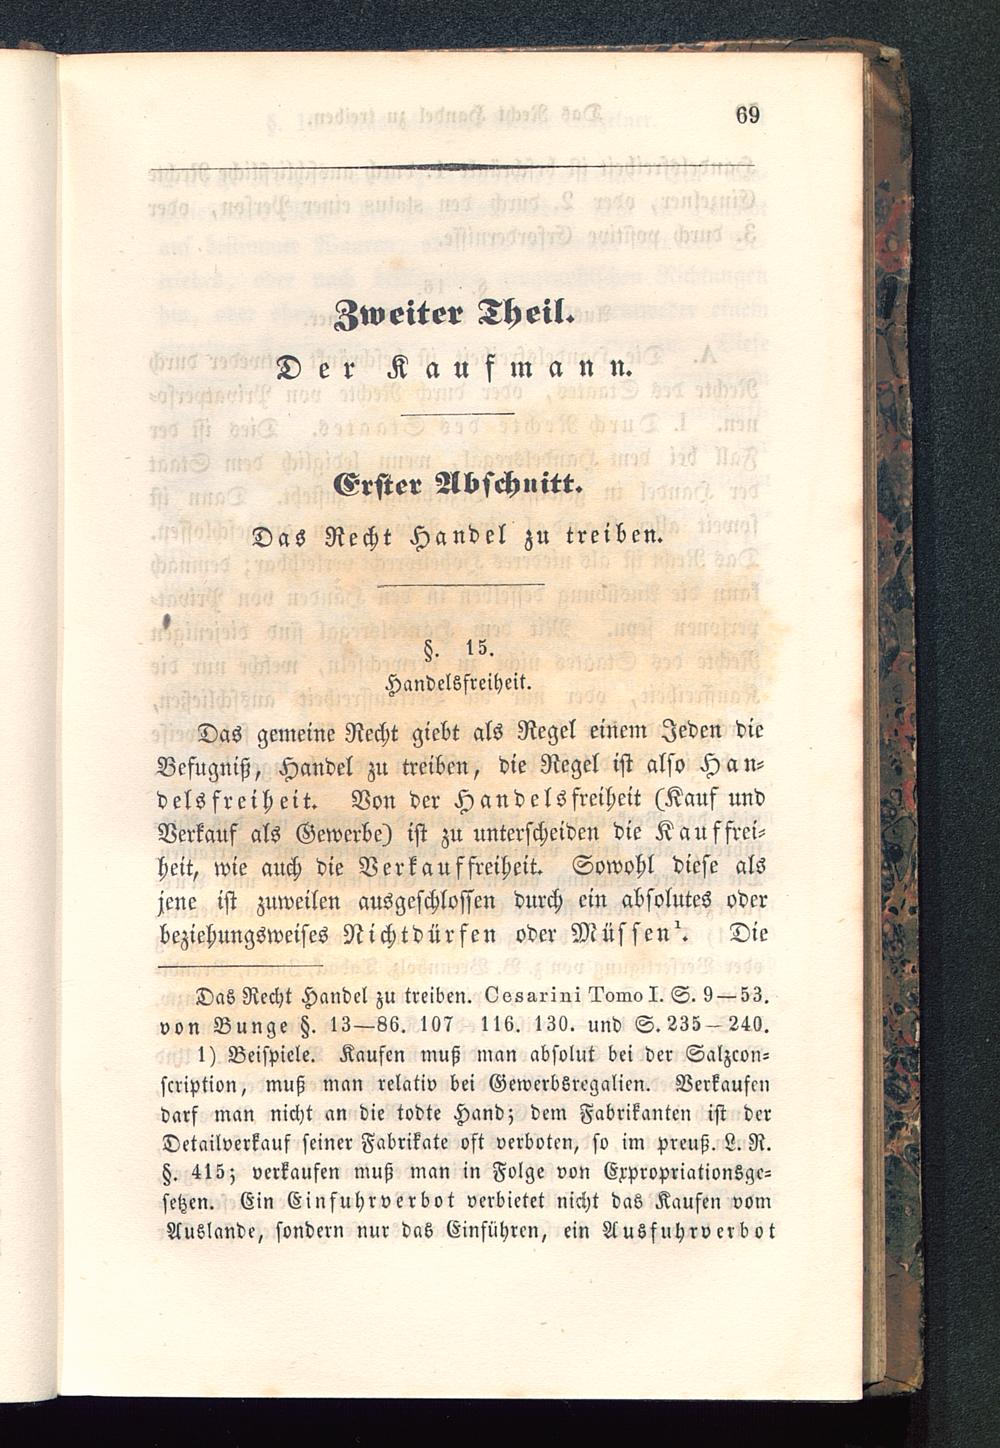 69
Zweiter Theil.
Der Kaufmann.
Erster Abschnitt.
Das Recht Handel zu treiben.
§. 15.
Handelsfreiheit.
Das gemeine Recht giebt als Regel einem Jeden die
Befugniß, Handel zu treiben, die Regel ist also Han-
delsfreiheit. Von der Handelsfreiheit (Kauf und
Verkauf als Gewerbe) ist zu unterscheiden die Kauffrei-
heit, wie auch die Verkauffreiheit. Sowohl diese als
jene ist zuweilen ausgeschlossen durch ein absolutes oder
beziehungsweises Nichtdürfen oder Müssen¹. Die
Das Recht Handel zu treiben. Cesarini Tomo I. S. 9—53.
von Bunge §. 13—86. 107—116. 130. und S. 235—240.
1) Beispiele. Kaufen muß man absolut bei der Salzcon-
scription, muß man relativ bei Gewerbsregalien. Verkaufen
darf man nicht an die todte Hand; dem Fabrikanten ist der
Detailverkauf seiner Fabrikate oft verboten, so im preuß. L. R.
§. 415; verkaufen muß man in Folge von Expropriationsge-
setzen. Ein Einfuhrverbot verbietet nicht das Kaufen vom
Auslande, sondern nur das Einführen, ein Ausfuhrverbot